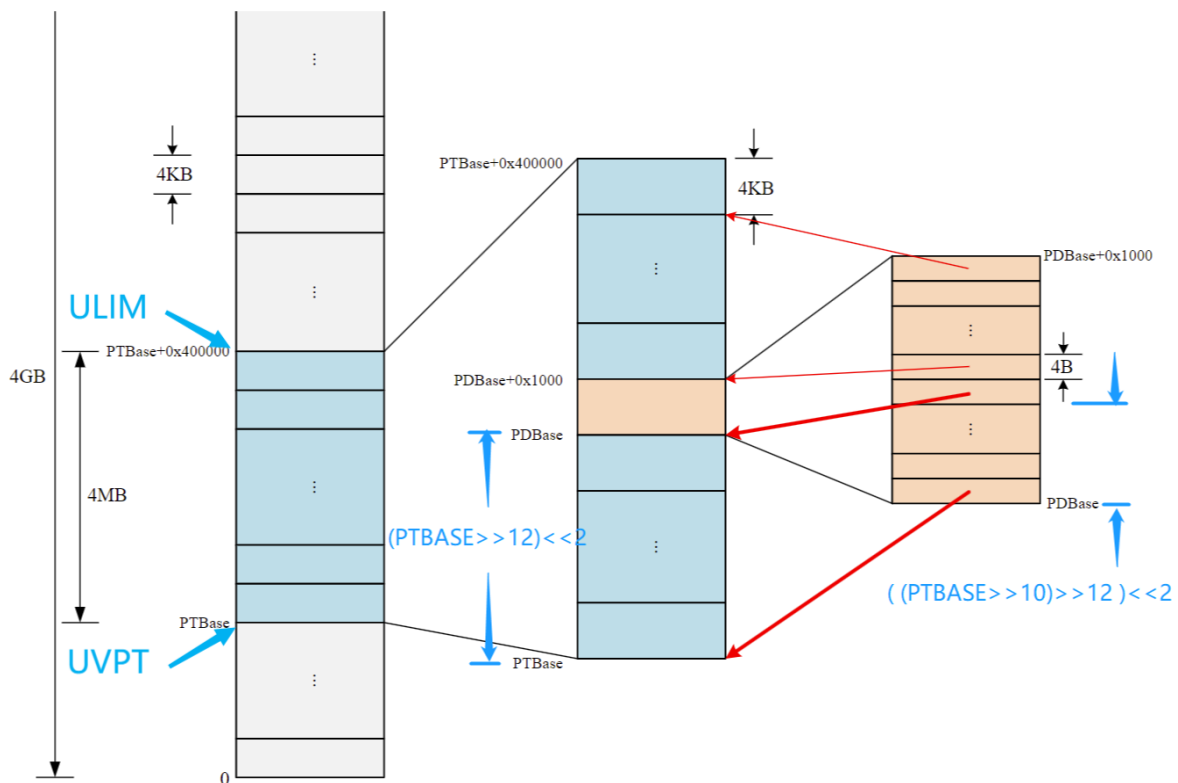 ⋮
4KB
⋮
ULIM
PTBase+0x400000
4GB
4MB
⋮
PTBase
UVPT
⋮
0
PTBase+0x400000
4KB
⋮
PDBase+0x1000
PDBase
(PTBASE>>12)<<2
⋮
PTBase
PDBase+0x1000
⋮
4B
⋮
PDBase
( (PTBASE>>10)>>12 )<<2